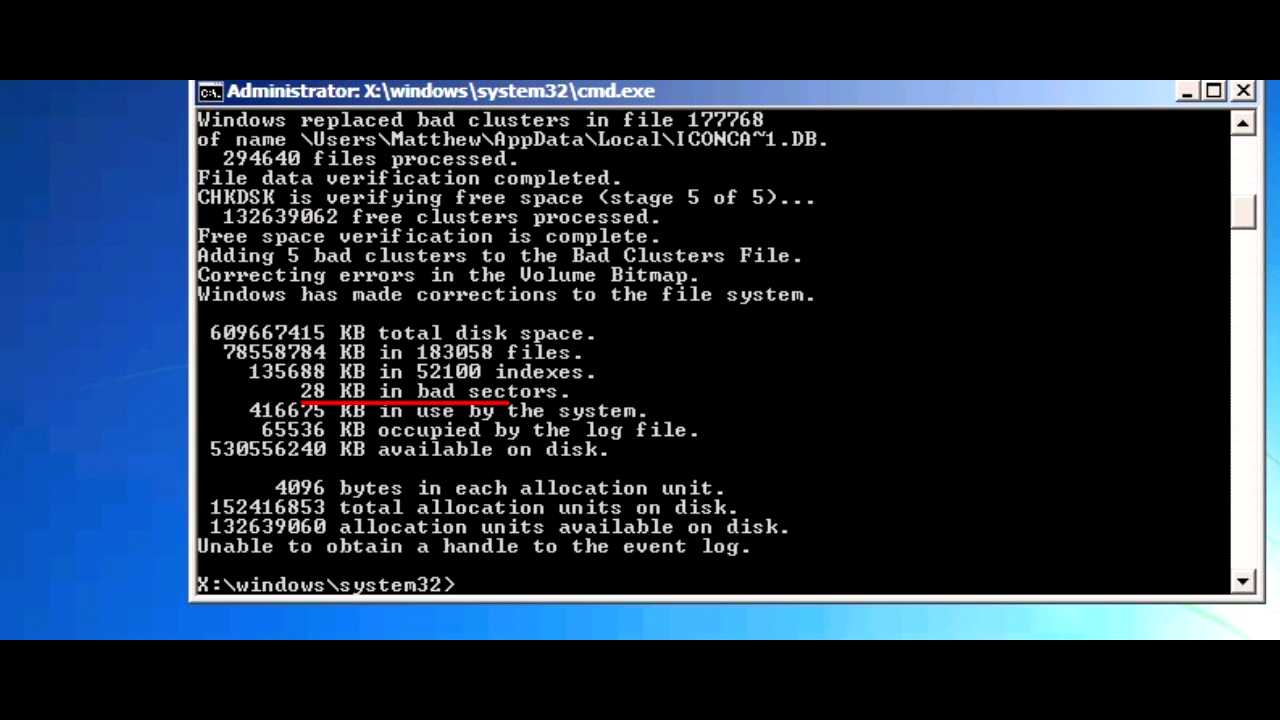 Administrator: X:\windows\system32\cmd.exe
Windows replaced bad clusters in file 177768
of name \Users\Matthew\AppData\Local\ICONCA~1.DB.
294640 files processed.
File data verification completed.
CHKDSK is verifying free space (stage 5 of 5)...
132639062 free clusters processed.
Free space verification is complete.
Adding 5 bad clusters to the Bad Clusters File.
Correcting errors in the Volume Bitmap.
Windows has made corrections to the file system.
609667415 KB total disk space.
78558784 KB in 183058 files.
135688 KB in 52100 indexes.
28 KB in bad sectors.
416675 KB in use by the system.
65536 KB occupied by the log file.
530556240 KB available on disk.
4096 bytes in each allocation unit.
152416853 total allocation units on disk.
132639060 allocation units available on disk.
Unable to obtain a handle to the event log.
X:\windows\system32>